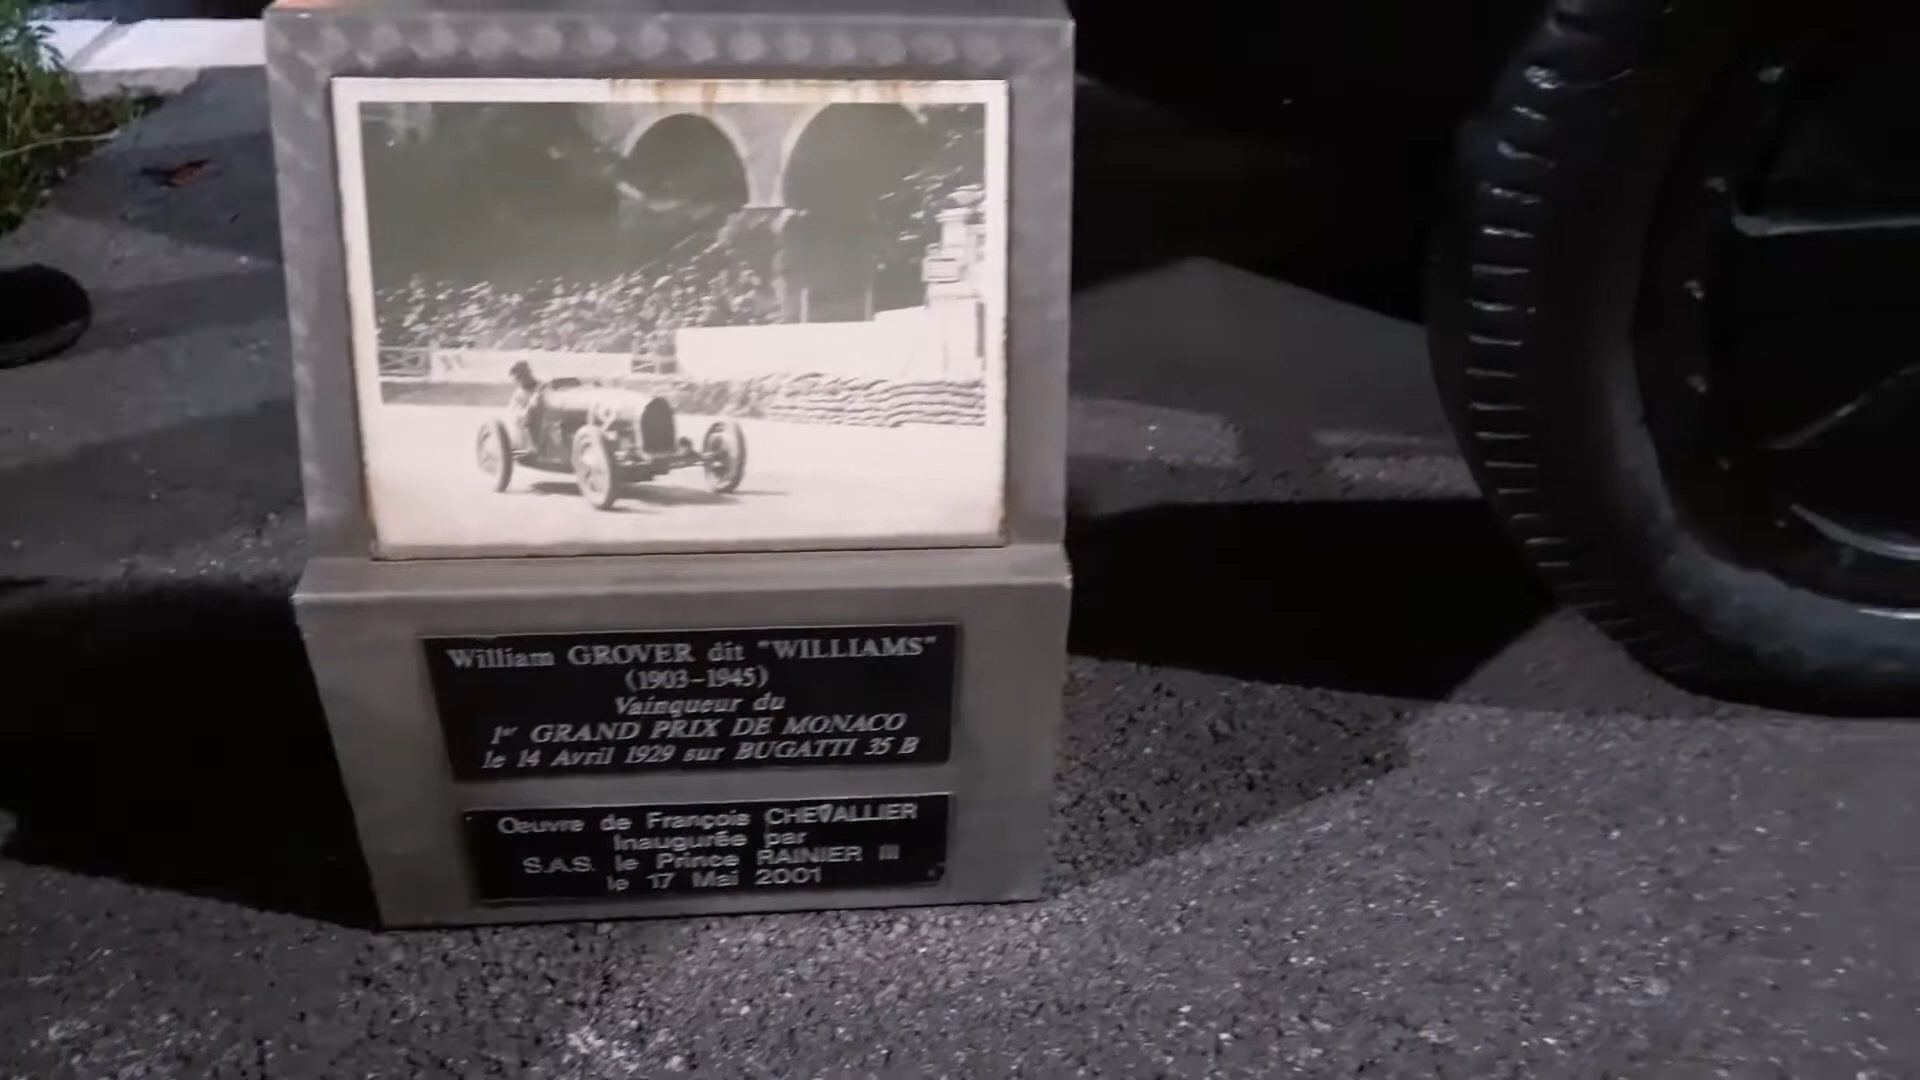 William GROVER dit "WILLIAMS"
(1903-1945)
Vainqueur du
1er GRAND PRIX DE MONACO
le 14 Avril 1929 sur BUGATTI 35 B
Œuvre de François CHEVALLIER
Inaugurée par
S.A.S. le Prince RAINIER III
le 17 Mai 2001